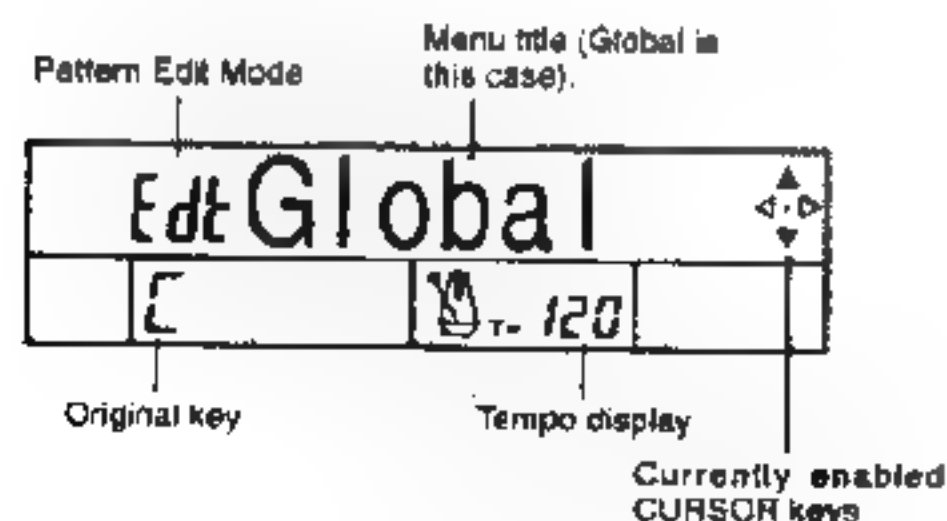 Menu title (Global in
this case).
Pattern Edit Mode
Edt Global
C
T= 120
Original key
Tempo display
Currently enabled
CURSOR keys